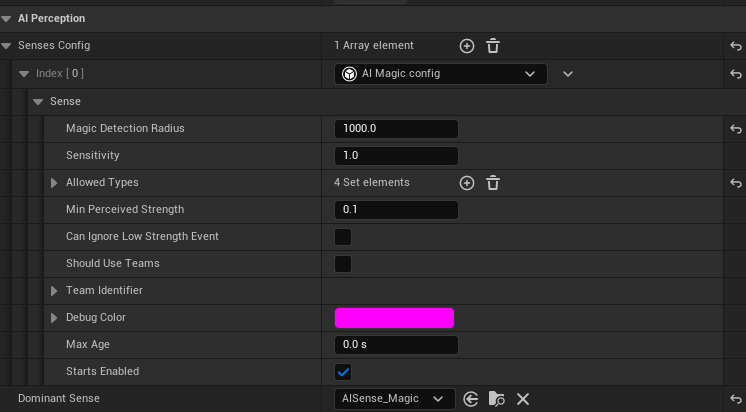 AI Perception
Senses Config 1 Array element
Index [ 0 ] AI Magic config
Sense
Magic Detection Radius 1000.0
Sensitivity 1.0
Allowed Types 4 Set elements
Min Perceived Strength 0.1
Can Ignore Low Strength Event
Should Use Teams
Team Identifier
Debug Color
Max Age 0.0 s
Starts Enabled
Dominant Sense AISense_Magic